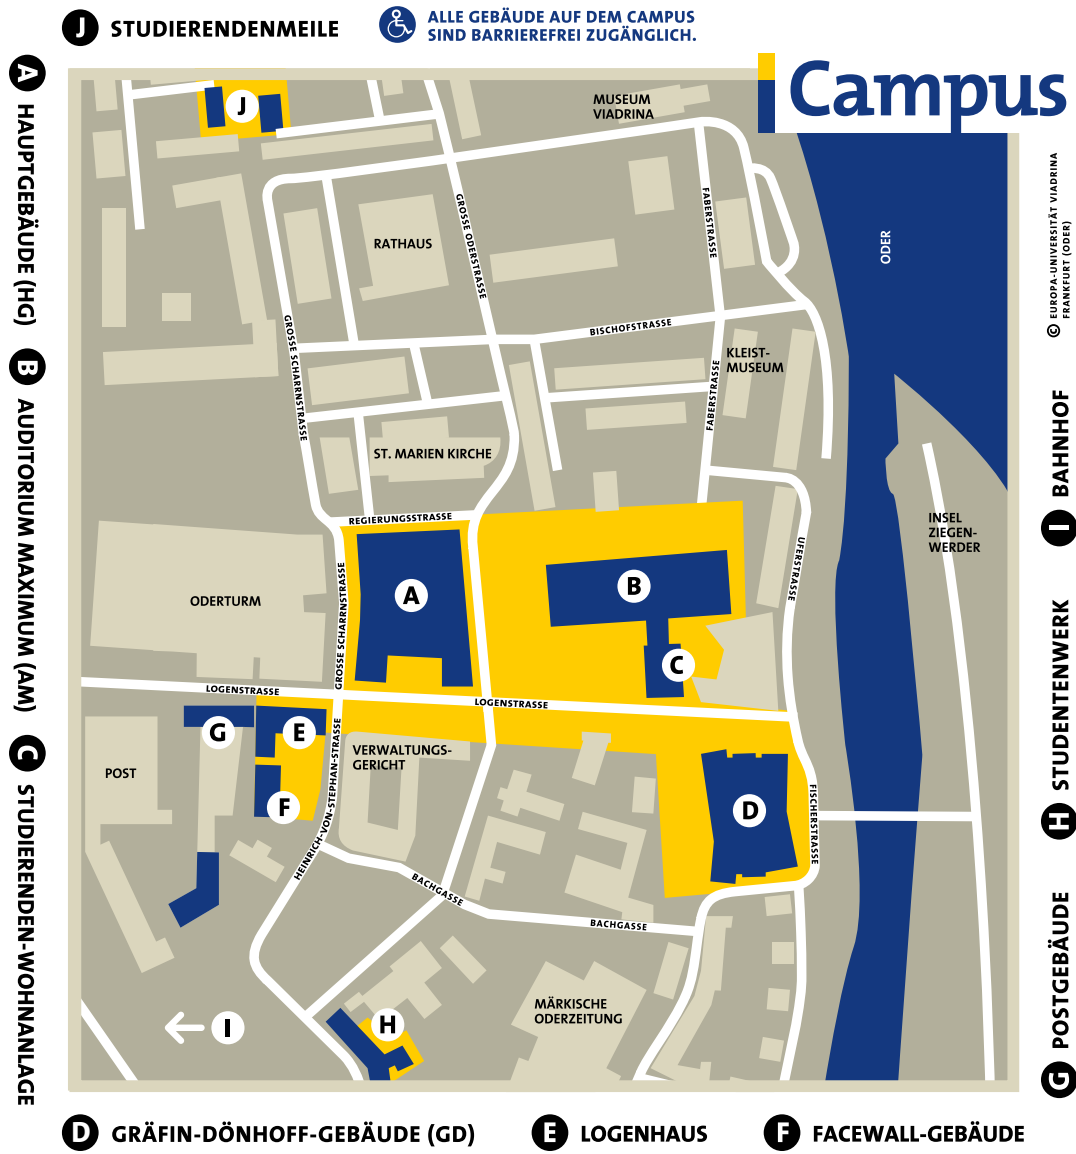 J STUDIERENDENMEILE
ALLE GEBÄUDE AUF DEM CAMPUS
SIND BARRIEREFREI ZUGÄNGLICH.
Campus
A HAUPTGEBÄUDE (HG)
B AUDITORIUM MAXIMUM (AM)
C STUDIERENDEN-WOHNANLAGE
J
MUSEUM
VIADRINA
RATHAUS
GROSSE ODERSTRASSE
FABERSTRASSE
ODER
GROSSE SCHARRNSTRASSE
BISCHOFSTRASSE
KLEIST-
MUSEUM
FABERSTRASSE
ST. MARIEN KIRCHE
REGIERUNGSSTRASSE
INSEL
ZIEGEN-
WERDER
UFERSTRASSE
ODERTURM
GROSSE SCHARRNSTRASSE
A
B
C
LOGENSTRASSE
LOGENSTRASSE
G
E
VERWALTUNGS-
GERICHT
POST
HEINRICH-VON-STEPHAN-STRASSE
F
D
FISCHERSTRASSE
BACHGASSE
BACHGASSE
MÄRKISCHE
ODERZEITUNG
I
H
© EUROPA-UNIVERSITÄT VIADRINA
FRANKFURT (ODER)
I BAHNHOF
H STUDENTENWERK
G POSTGEBÄUDE
D GRÄFIN-DÖNHOFF-GEBÄUDE (GD)
E LOGENHAUS
F FACEWALL-GEBÄUDE